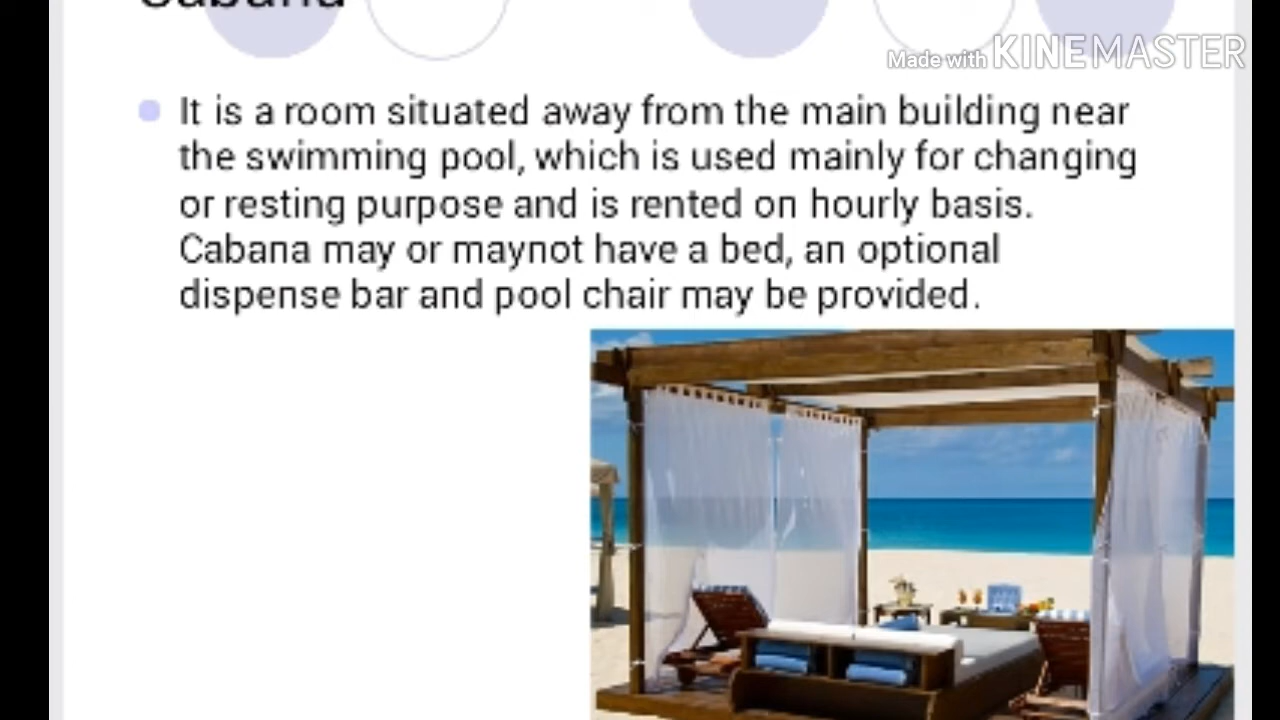 Cabana
Made with KINEMASTER
It is a room situated away from the main building near
the swimming pool, which is used mainly for changing
or resting purpose and is rented on hourly basis.
Cabana may or maynot have a bed, an optional
dispense bar and pool chair may be provided.